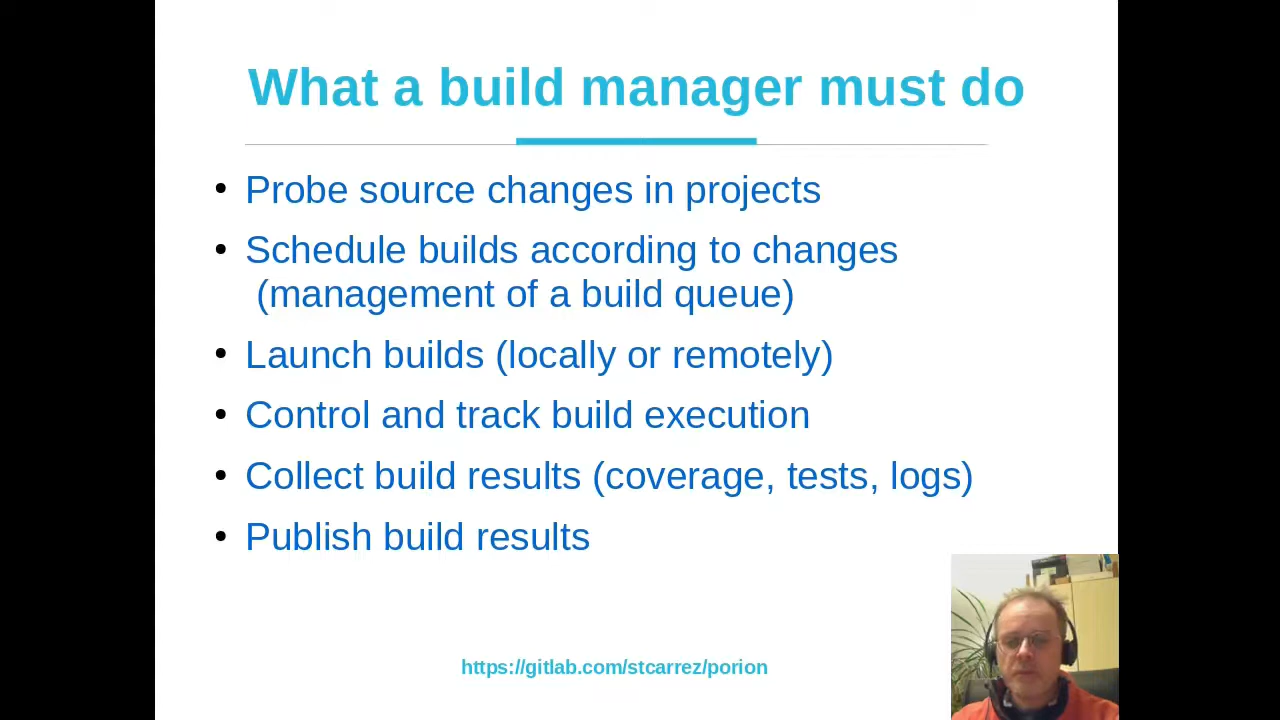 What a build manager must do
• Probe source changes in projects
• Schedule builds according to changes
(management of a build queue)
• Launch builds (locally or remotely)
• Control and track build execution
• Collect build results (coverage, tests, logs)
• Publish build results
https://gitlab.com/stcarrez/porion